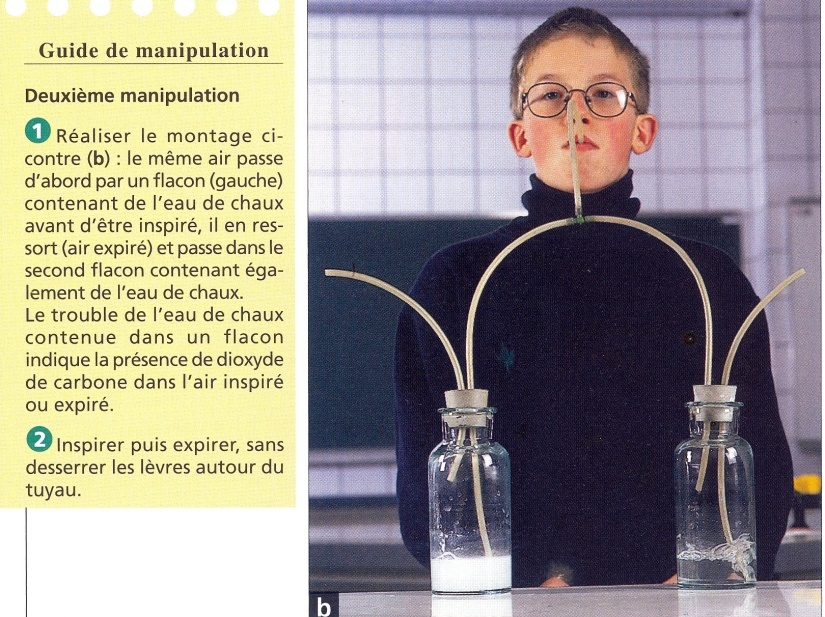 Guide de manipulation
Deuxième manipulation
1 Réaliser le montage ci-
contre (b) : le même air passe
d'abord par un flacon (gauche)
contenant de l'eau de chaux
avant d'être inspiré, il en res-
sort (air expiré) et passe dans le
second flacon contenant éga-
lement de l'eau de chaux.
Le trouble de l'eau de chaux
contenue dans un flacon
indique la présence de dioxyde
de carbone dans l'air inspiré
ou expiré.
2 Inspirer puis expirer, sans
desserrer les lèvres autour du
tuyau.
b